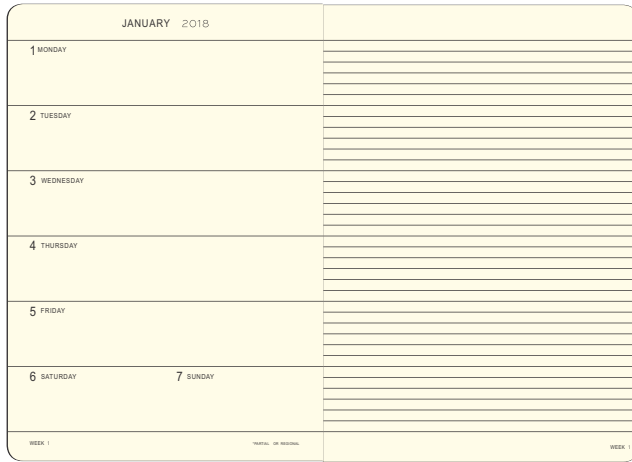 JANUARY 2018
1 MONDAY
2 TUESDAY
3 WEDNESDAY
4 THURSDAY
5 FRIDAY
6 SATURDAY 7 SUNDAY
WEEK 1 *PARTIAL OR REGIONAL
WEEK 1